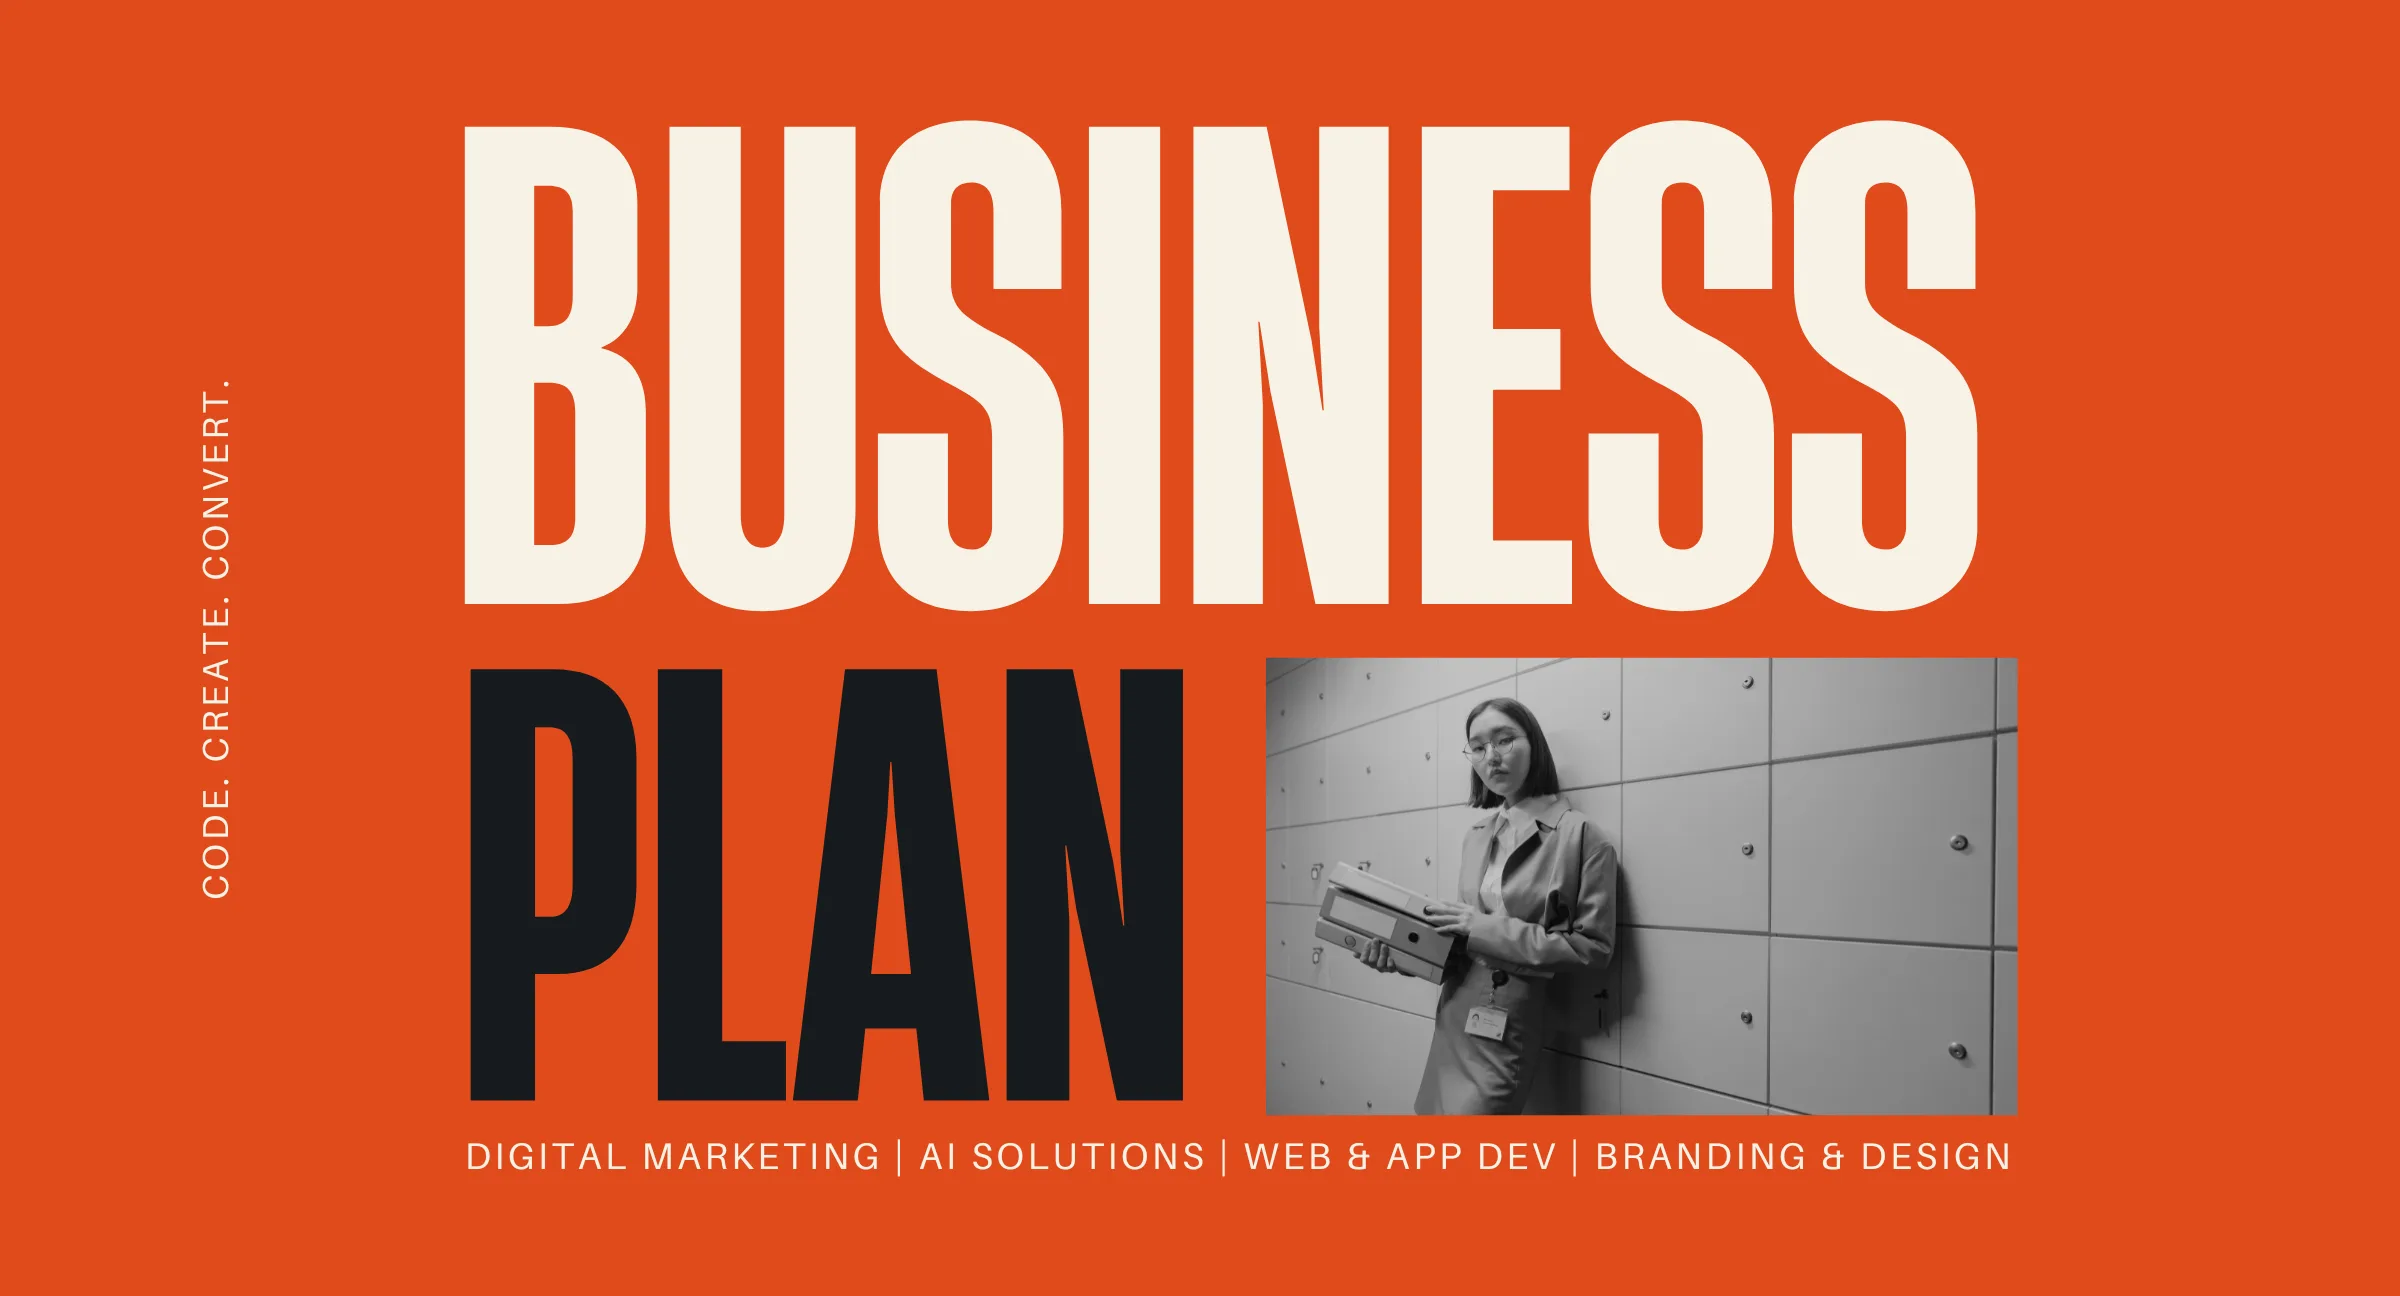 CODE. CREATE. CONVERT.
BUSINESS
PLAN
DIGITAL MARKETING | AI SOLUTIONS | WEB & APP DEV | BRANDING & DESIGN